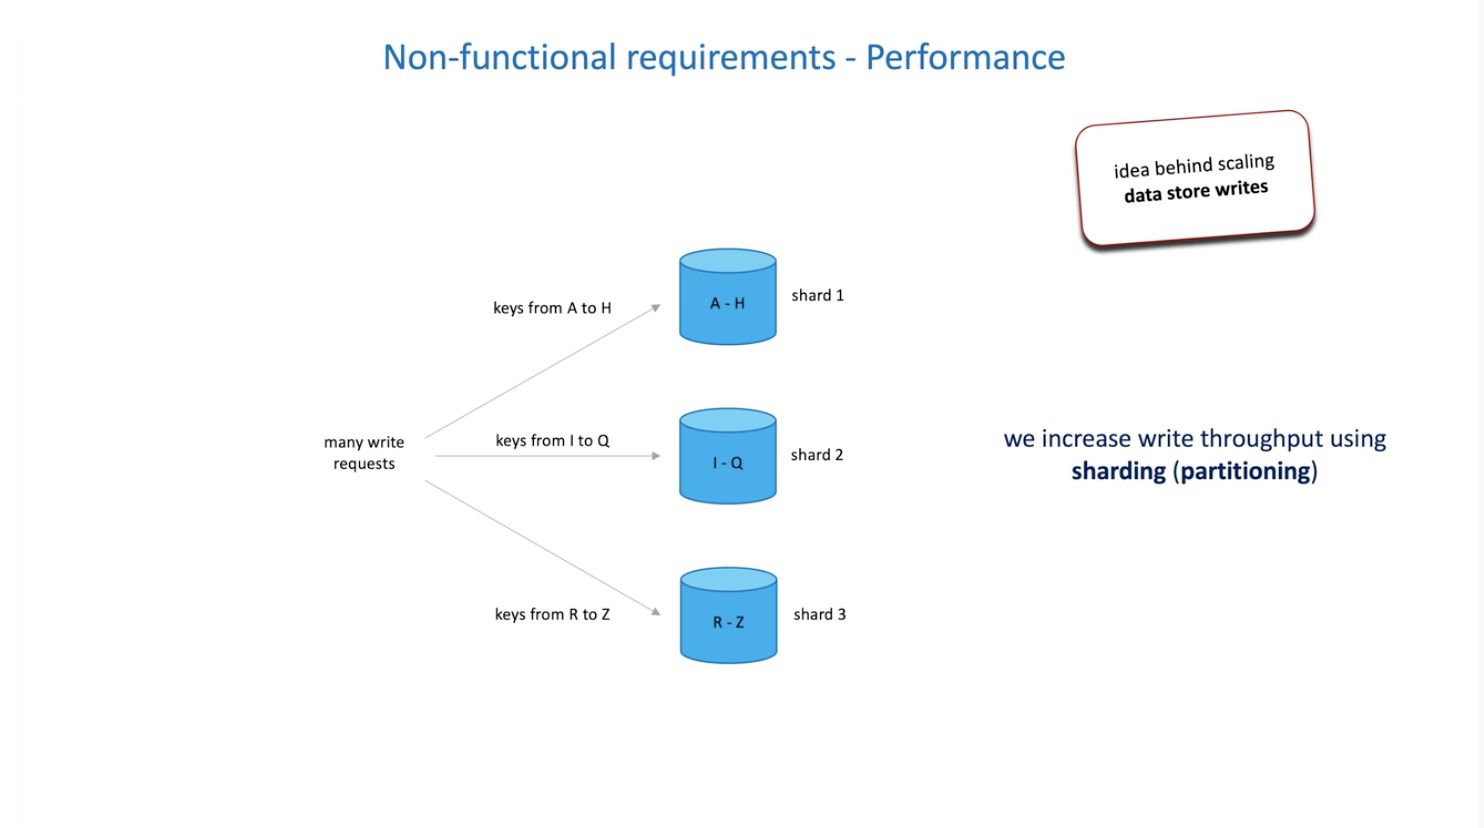 Non-functional requirements - Performance
idea behind scaling
data store writes
keys from A to H
A - H
shard 1
many write
requests
keys from I to Q
I - Q
shard 2
we increase write throughput using
sharding (partitioning)
keys from R to Z
R - Z
shard 3